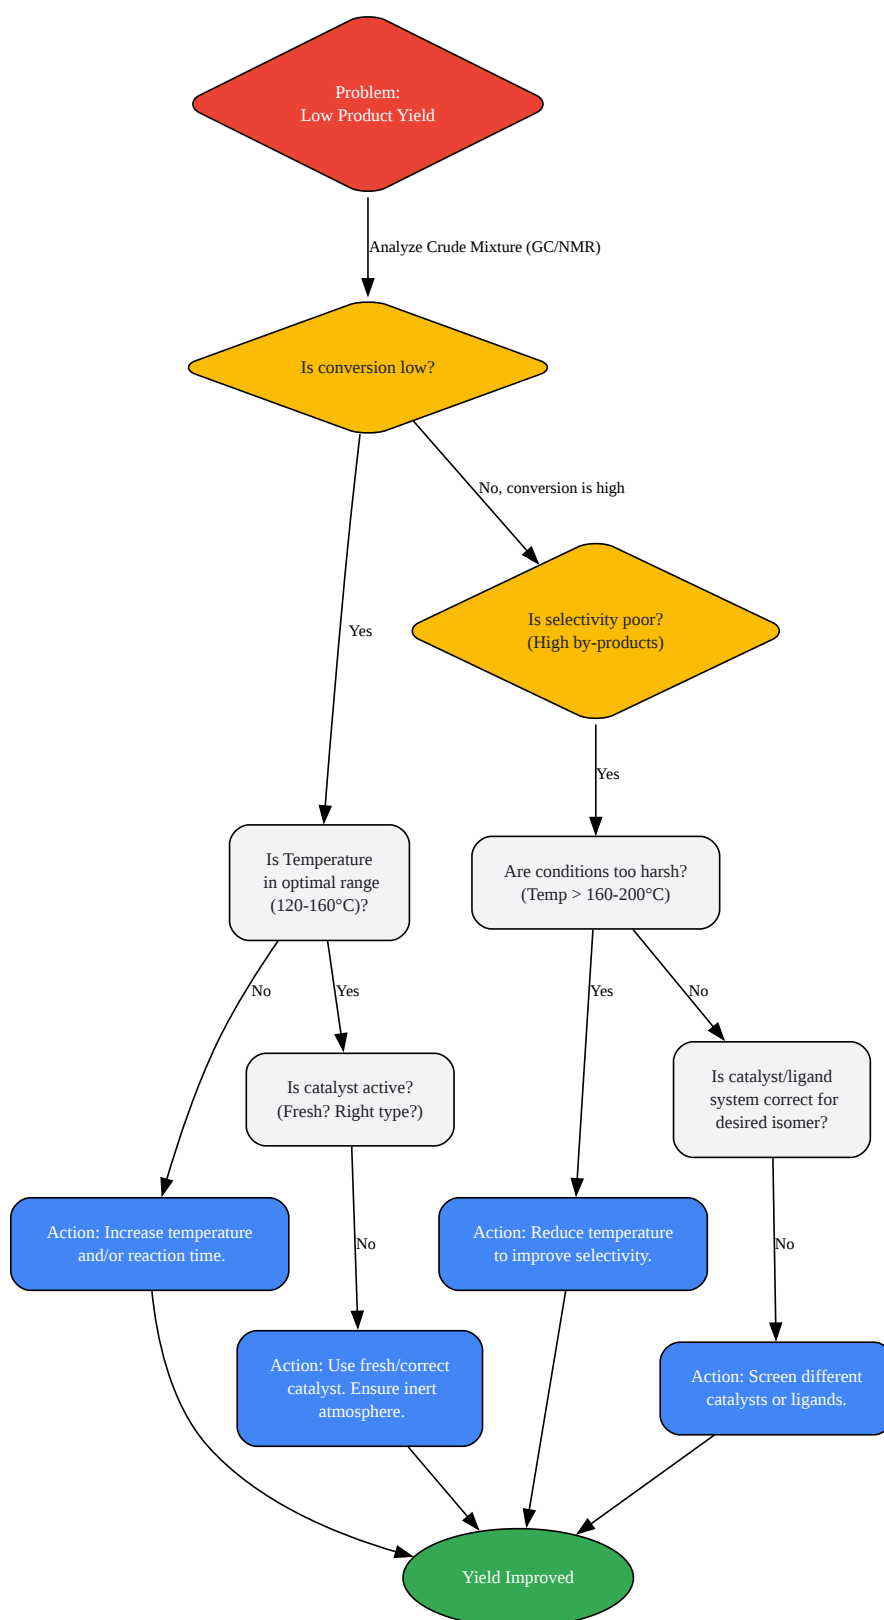 Problem:
Low Product Yield
Analyze Crude Mixture (GC/NMR)
Is conversion low?
No, conversion is high
Is selectivity poor?
(High by-products)
Yes
Yes
Is Temperature
in optimal range
(120-160°C)?
Are conditions too harsh?
(Temp > 160-200°C)
No
Yes
Yes
No
Is catalyst active?
(Fresh? Right type?)
Is catalyst/ligand
system correct for
desired isomer?
Action: Increase temperature
and/or reaction time.
No
Action: Reduce temperature
to improve selectivity.
No
Action: Use fresh/correct
catalyst. Ensure inert
atmosphere.
Action: Screen different
catalysts or ligands.
Yield Improved